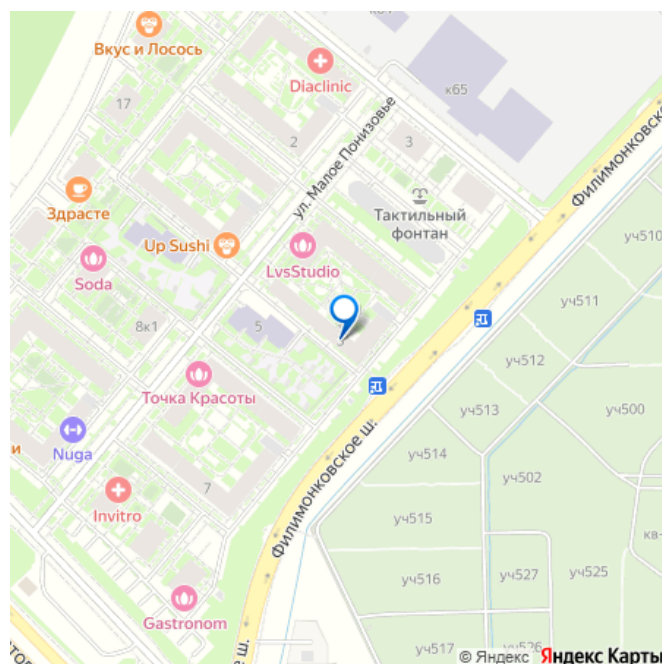 Вкус и Лосось
Diaclinic
к65
17
2
3
ул. Малое Понизовье
Филимонковское
Здрасте
Тактильный
фонтан
Up Sushi
LvsStudio
уч510
Soda
уч511
8к1
5
уч512
Точка Красоты
уч513
уч500
Nuga
и
уч514
Филимонковское ш.
уч502
7
Invitro
уч515
кв-
уч516
уч527
уч525
Gastronom
ш.
уч517
уч526
© Яндекс Яндекс Карты